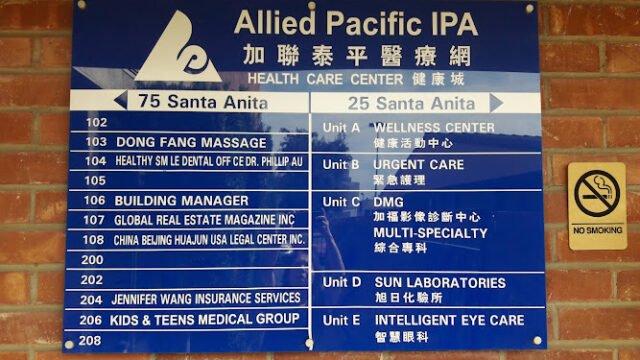 Allied Pacific IPA
加聯泰平醫療網
HEALTH CARE CENTER 健康城
75 Santa Anita
102
103 DONG FANG MASSAGE
104 HEALTHY SM LE DENTAL OFF CE DR. PHILLIP AU
105
106 BUILDING MANAGER
107 GLOBAL REAL ESTATE MAGAZINE INC
108 CHINA BEIJING HUAJUN USA LEGAL CENTER INC.
200
202
204 JENNIFER WANG INSURANCE SERVICES
206 KIDS & TEENS MEDICAL GROUP
208
25 Santa Anita
Unit A WELLNESS CENTER
健康活動中心
Unit B URGENT CARE
緊急護理
Unit C DMG
加福影像診斷中心
MULTI-SPECIALTY
綜合專科
Unit D SUN LABORATORIES
旭日化驗所
Unit E INTELLIGENT EYE CARE
智慧眼科
NO SMOKING